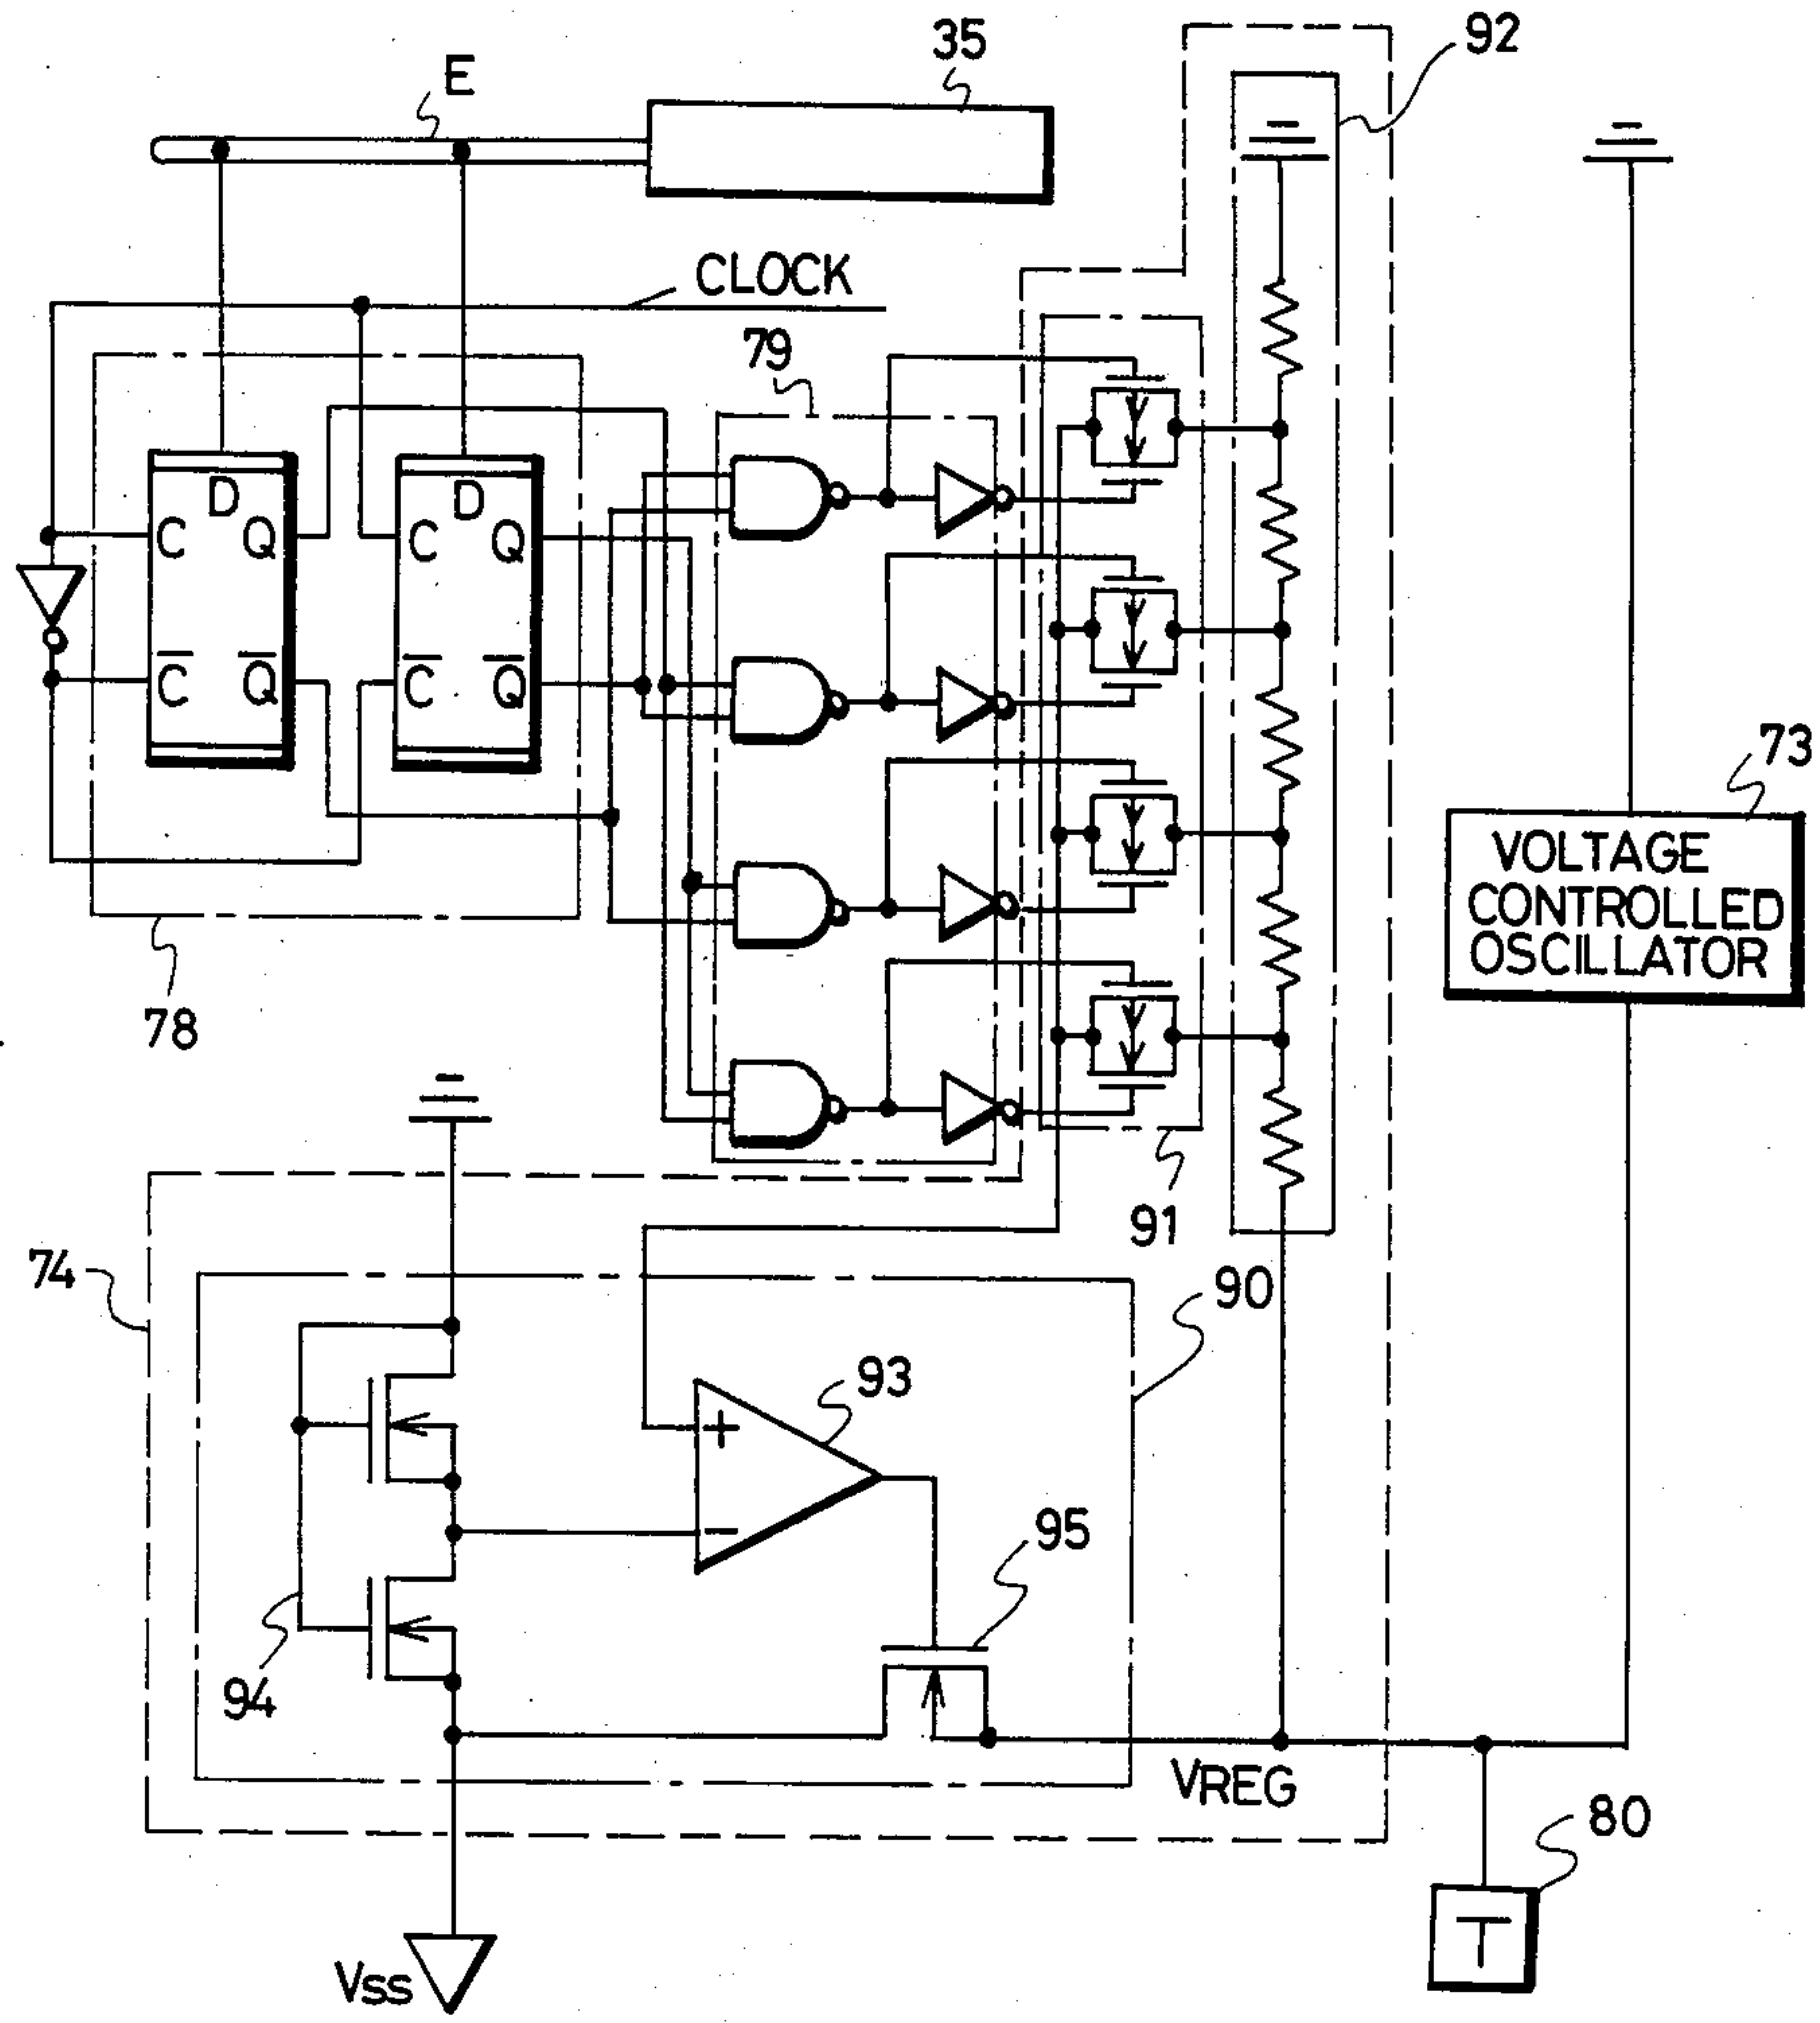 92
35
E
CLOCK
79
D
C Q
C̅ Q̅
D
C Q
C̅ Q̅
73
VOLTAGE
CONTROLLED
OSCILLATOR
78
91
74
90
93
+
−
95
94
VREG
80
T
VSS